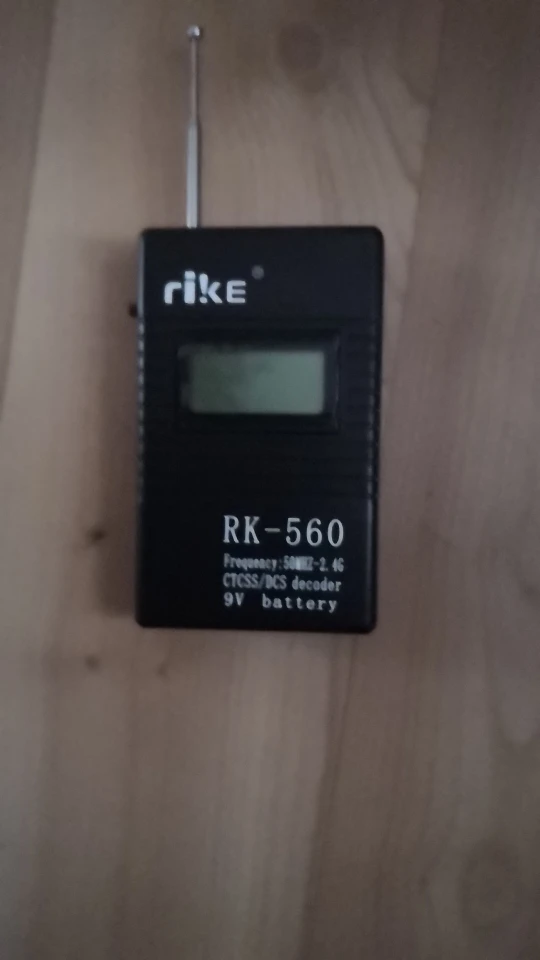 riKE
RK-560
Frequency:50MHZ-2.4G
CTCSS/DCS decoder
9V battery